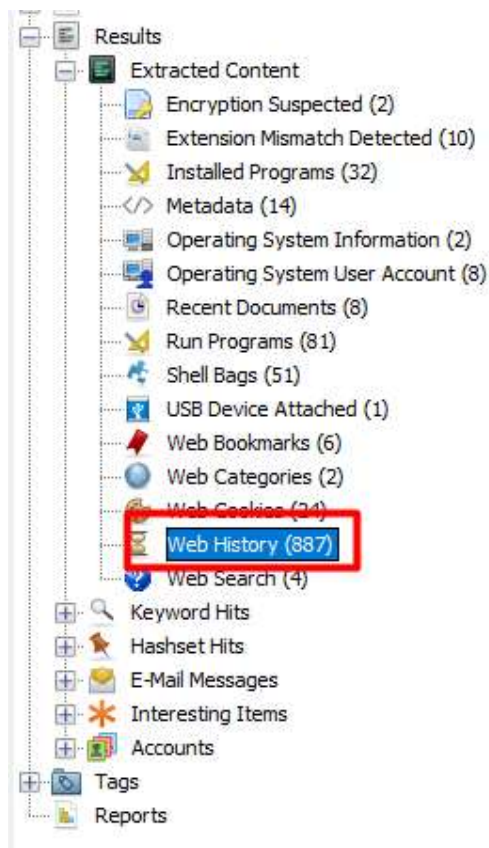 Results
Extracted Content
Encryption Suspected (2)
Extension Mismatch Detected (10)
Installed Programs (32)
Metadata (14)
Operating System Information (2)
Operating System User Account (8)
Recent Documents (8)
Run Programs (81)
Shell Bags (51)
USB Device Attached (1)
Web Bookmarks (6)
Web Categories (2)
Web Cookies (24)
Web History (887)
Web Search (4)
Keyword Hits
Hashset Hits
E-Mail Messages
Interesting Items
Accounts
Tags
Reports